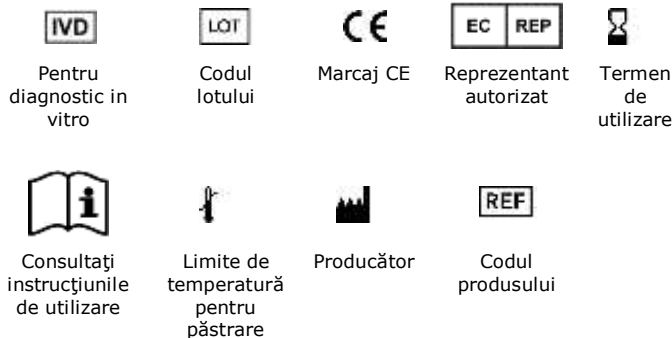 IVD LOT CE EC REP
Pentru Codul Marcaj CE Reprezentant Termen
diagnostic in lotului autorizat de
vitro utilizare
i REF
Consultaţi Limite de Producător Codul
instrucţiunile temperatură produsului
de utilizare pentru
păstrare